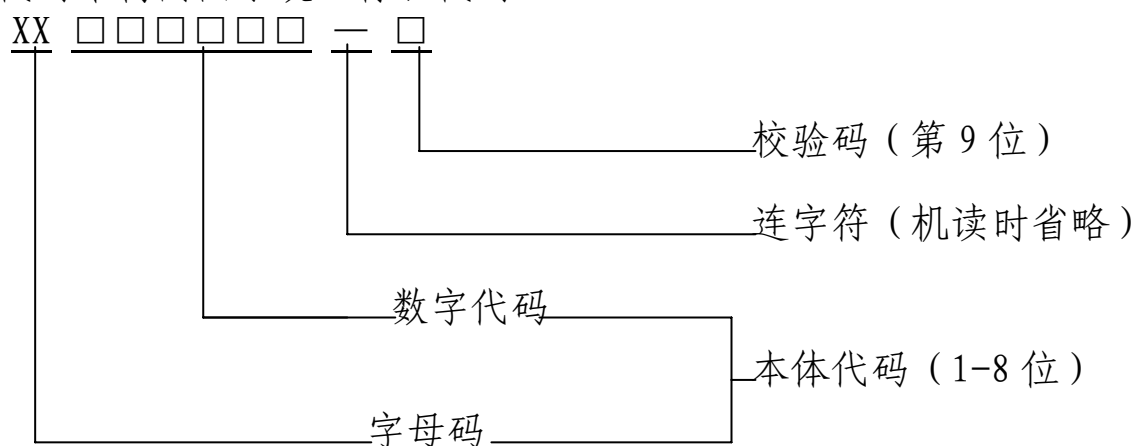 XX □□□□□□ — □
校验码（第 9 位）
连字符（机读时省略）
数字代码
本体代码（1-8 位）
字母码